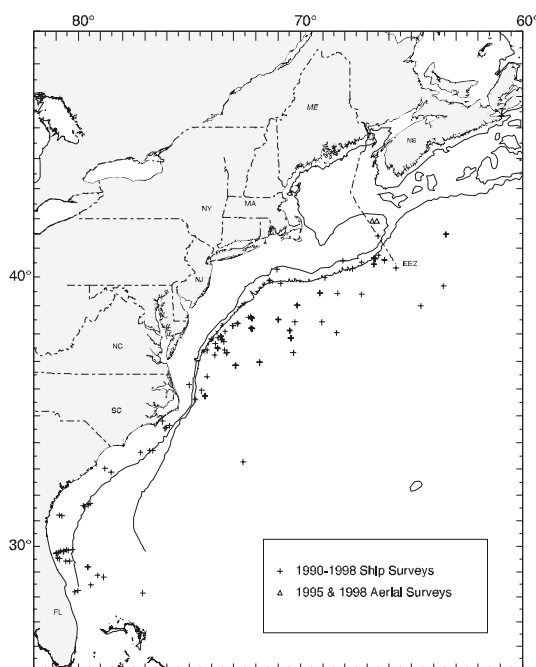 80° 70° 60°
ME
NS
NY MA
40° NJ EEZ
NC
SC
30°
+ 1990-1998 Ship Surveys
△ 1995 & 1998 Aerial Surveys
FL